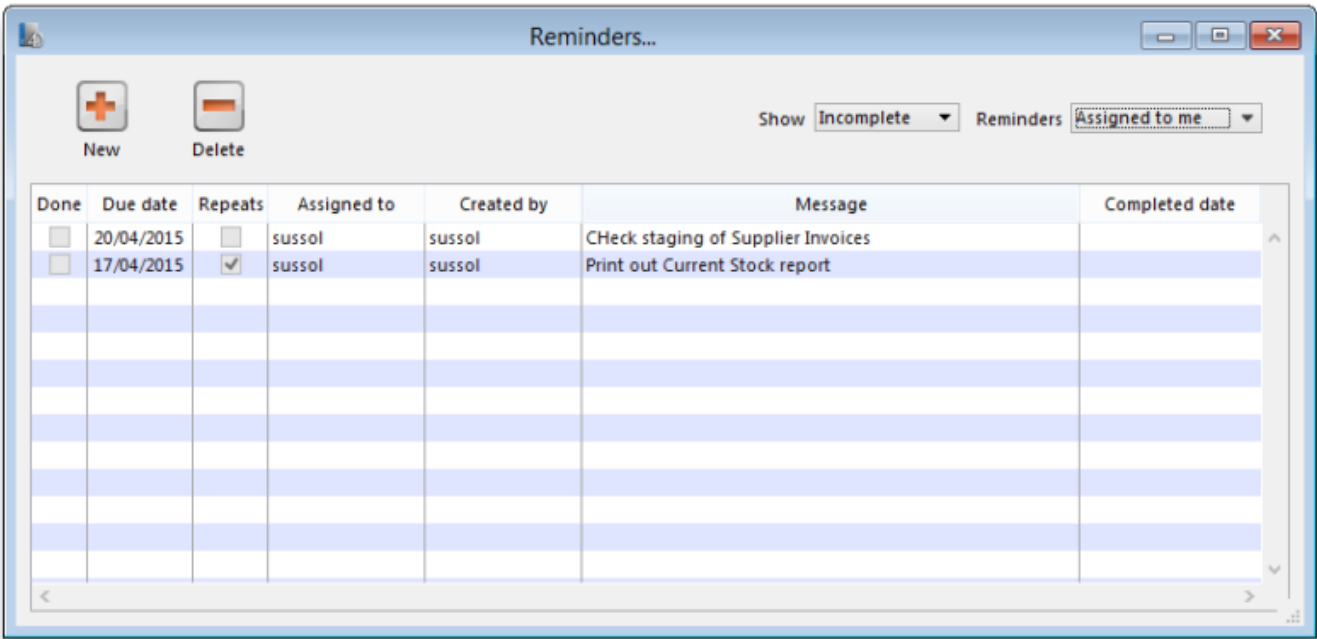 Reminders...
Show Incomplete Reminders Assigned to me
New Delete
Done Due date Repeats Assigned to Created by Message Completed date
20/04/2015 sussol sussol CHeck staging of Supplier Invoices
17/04/2015 sussol sussol Print out Current Stock report